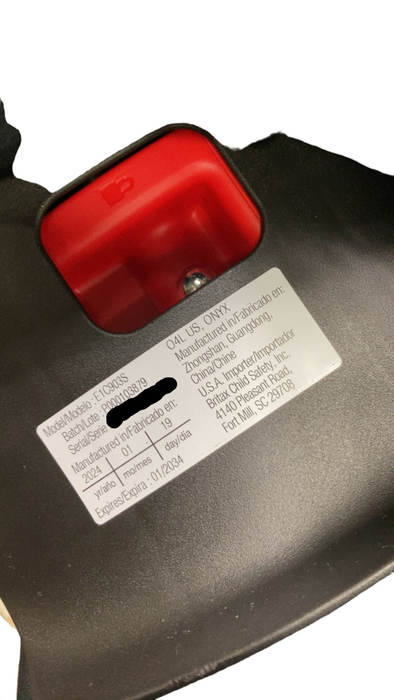 Model/Modelo : E1C903S
Batch/Lote : P000103879
Serial/Serie
Manufactured in/Fabricado en:
2024 01 19
yr/año mo/mes day/día
Expires/Expira : 01/2034
O4L US, ONYX
Manufactured in/Fabricado en:
Zhongshan, Guangdong,
China/Chine
U.S.A. Importer/Importador
Britax Child Safety, Inc.
4140 Pleasant Road,
Fort Mill, SC 29708